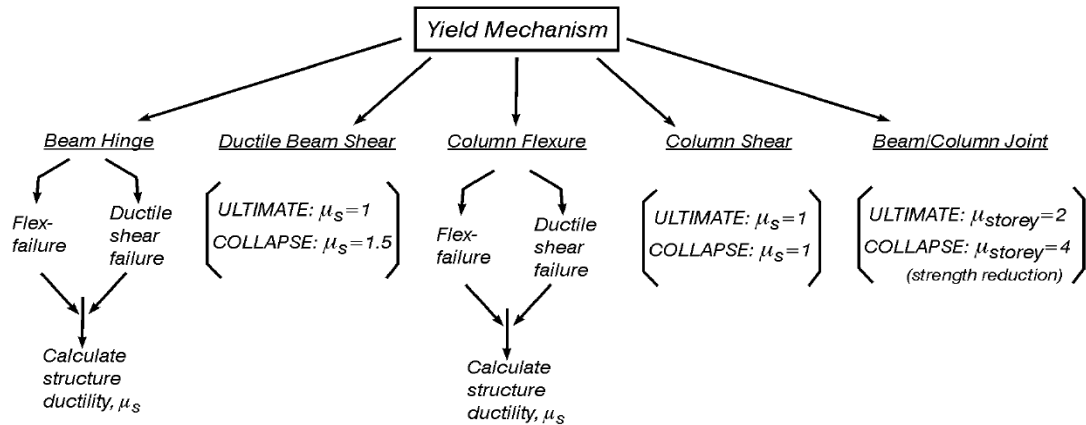 Yield Mechanism
Beam Hinge
Flex-
failure
Ductile
shear
failure
Calculate
structure
ductility, μs
Ductile Beam Shear
ULTIMATE: μs=1
COLLAPSE: μs=1.5
Column Flexure
Flex-
failure
Ductile
shear
failure
Calculate
structure
ductility, μs
Column Shear
ULTIMATE: μs=1
COLLAPSE: μs=1
Beam/Column Joint
ULTIMATE: μstorey=2
COLLAPSE: μstorey=4
(strength reduction)